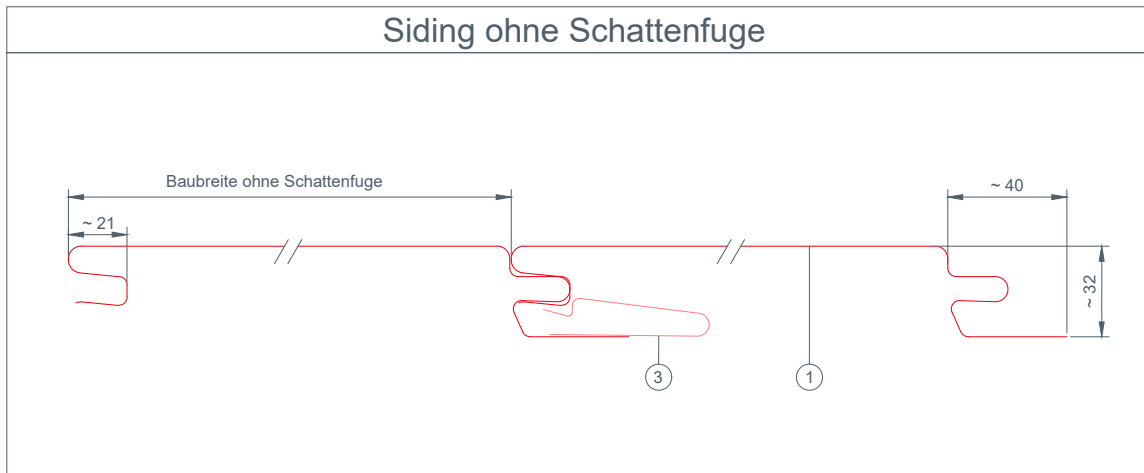 Siding ohne Schattenfuge
Baubreite ohne Schattenfuge
~ 21
~ 40
~ 32
3
1